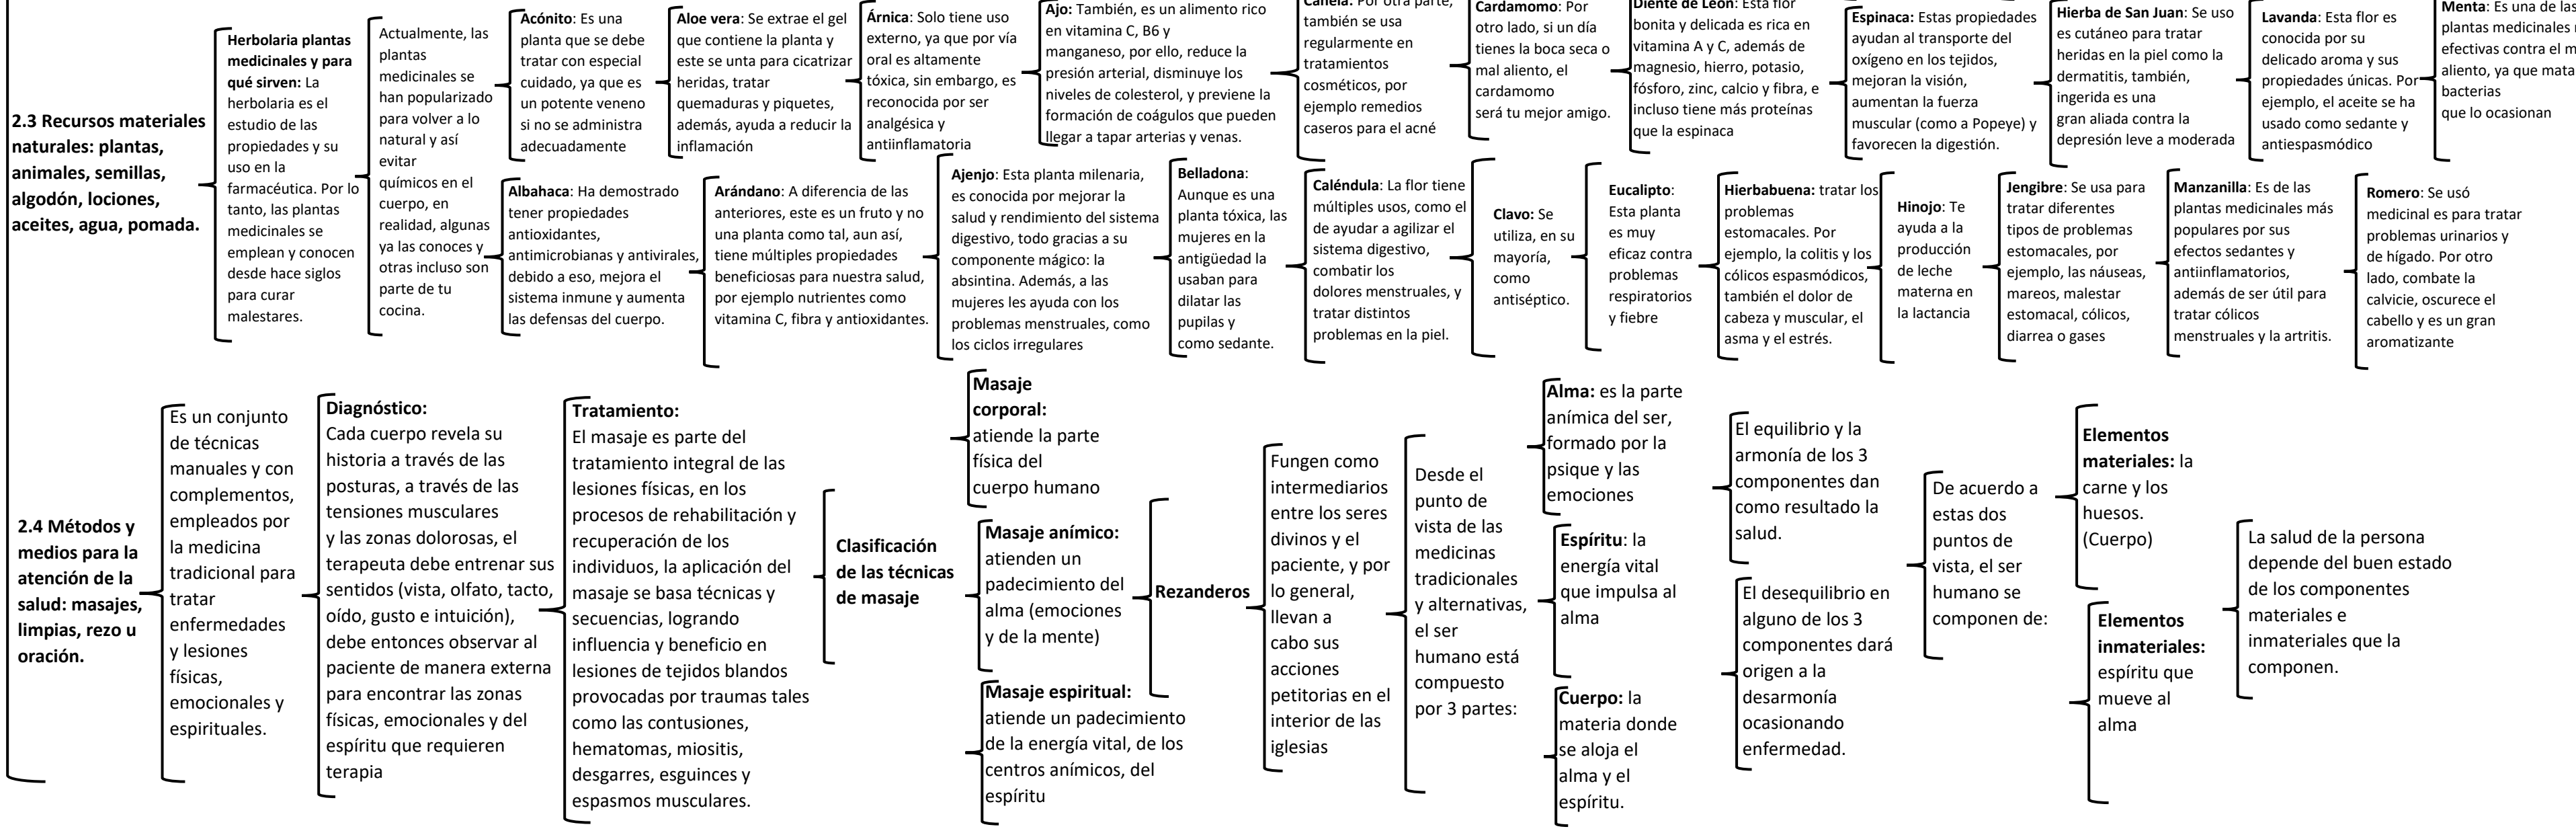 2.3 Recursos materiales
naturales: plantas,
animales, semillas,
algodón, lociones,
aceites, agua, pomada.
Herbolaria plantas
medicinales y para
qué sirven: La
herbolaria es el
estudio de las
propiedades y su
uso en la
farmacéutica. Por lo
tanto, las plantas
medicinales se
emplean y conocen
desde hace siglos
para curar
malestares.
Actualmente, las
plantas
medicinales se
han popularizado
para volver a lo
natural y así
evitar
químicos en el
cuerpo, en
realidad, algunas
ya las conoces y
otras incluso son
parte de tu
cocina.
Acónito: Es una
planta que se debe
tratar con especial
cuidado, ya que es
un potente veneno
si no se administra
adecuadamente
Aloe vera: Se extrae el gel
que contiene la planta y
este se unta para cicatrizar
heridas, tratar
quemaduras y piquetes,
además, ayuda a reducir la
inflamación
Árnica: Solo tiene uso
externo, ya que por vía
oral es altamente
tóxica, sin embargo, es
reconocida por ser
analgésica y
antiinflamatoria
Ajo: También, es un alimento rico
en vitamina C, B6 y
manganeso, por ello, reduce la
presión arterial, disminuye los
niveles de colesterol, y previene la
formación de coágulos que pueden
llegar a tapar arterias y venas.
Canela: Por otra parte,
también se usa
regularmente en
tratamientos
cosméticos, por
ejemplo remedios
caseros para el acné
Cardamomo: Por
otro lado, si un día
tienes la boca seca o
mal aliento, el
cardamomo
será tu mejor amigo.
Diente de León: Esta flor
bonita y delicada es rica en
vitamina A y C, además de
magnesio, hierro, potasio,
fósforo, zinc, calcio y fibra, e
incluso tiene más proteínas
que la espinaca
Espinaca: Estas propiedades
ayudan al transporte del
oxígeno en los tejidos,
mejoran la visión,
aumentan la fuerza
muscular (como a Popeye) y
favorecen la digestión.
Hierba de San Juan: Se uso
es cutáneo para tratar
heridas en la piel como la
dermatitis, también,
ingerida es una
gran aliada contra la
depresión leve a moderada
Lavanda: Esta flor es
conocida por su
delicado aroma y sus
propiedades únicas. Por
ejemplo, el aceite se ha
usado como sedante y
antiespasmódico
Menta: Es una de las
plantas medicinales
efectivas contra el m
aliento, ya que mata
bacterias
que lo ocasionan
Albahaca: Ha demostrado
tener propiedades
antioxidantes,
antimicrobianas y antivirales,
debido a eso, mejora el
sistema inmune y aumenta
las defensas del cuerpo.
Arándano: A diferencia de las
anteriores, este es un fruto y no
una planta como tal, aun así,
tiene múltiples propiedades
beneficiosas para nuestra salud,
por ejemplo nutrientes como
vitamina C, fibra y antioxidantes.
Ajenjo: Esta planta milenaria,
es conocida por mejorar la
salud y rendimiento del sistema
digestivo, todo gracias a su
componente mágico: la
absintina. Además, a las
mujeres les ayuda con los
problemas menstruales, como
los ciclos irregulares
Belladona:
Aunque es una
planta tóxica, las
mujeres en la
antigüedad la
usaban para
dilatar las
pupilas y
como sedante.
Caléndula: La flor tiene
múltiples usos, como el
de ayudar a agilizar el
sistema digestivo,
combatir los
dolores menstruales, y
tratar distintos
problemas en la piel.
Clavo: Se
utiliza, en su
mayoría,
como
antiséptico.
Eucalipto:
Esta planta
es muy
eficaz contra
problemas
respiratorios
y fiebre
Hierbabuena: tratar los
problemas
estomacales. Por
ejemplo, la colitis y los
cólicos espasmódicos,
también el dolor de
cabeza y muscular, el
asma y el estrés.
Hinojo: Te
ayuda a la
producción
de leche
materna en
la lactancia
Jengibre: Se usa para
tratar diferentes
tipos de problemas
estomacales, por
ejemplo, las náuseas,
mareos, malestar
estomacal, cólicos,
diarrea o gases
Manzanilla: Es de las
plantas medicinales más
populares por sus
efectos sedantes y
antiinflamatorios,
además de ser útil para
tratar cólicos
menstruales y la artritis.
Romero: Se usó
medicinal es para tratar
problemas urinarios y
de hígado. Por otro
lado, combate la
calvicie, oscurece el
cabello y es un gran
aromatizante
2.4 Métodos y
medios para la
atención de la
salud: masajes,
limpias, rezo u
oración.
Es un conjunto
de técnicas
manuales y con
complementos,
empleados por
la medicina
tradicional para
tratar
enfermedades
y lesiones
físicas,
emocionales y
espirituales.
Diagnóstico:
Cada cuerpo revela su
historia a través de las
posturas, a través de las
tensiones musculares
y las zonas dolorosas, el
terapeuta debe entrenar sus
sentidos (vista, olfato, tacto,
oído, gusto e intuición),
debe entonces observar al
paciente de manera externa
para encontrar las zonas
físicas, emocionales y del
espíritu que requieren
terapia
Tratamiento:
El masaje es parte del
tratamiento integral de las
lesiones físicas, en los
procesos de rehabilitación y
recuperación de los
individuos, la aplicación del
masaje se basa técnicas y
secuencias, logrando
influencia y beneficio en
lesiones de tejidos blandos
provocadas por traumas tales
como las contusiones,
hematomas, miositis,
desgarres, esguinces y
espasmos musculares.
Clasificación
de las técnicas
de masaje
Masaje
corporal:
atiende la parte
física del
cuerpo humano
Masaje anímico:
atienden un
padecimiento del
alma (emociones
y de la mente)
Masaje espiritual:
atiende un padecimiento
de la energía vital, de los
centros anímicos, del
espíritu
Rezanderos
Fungen como
intermediarios
entre los seres
divinos y el
paciente, y por
lo general,
llevan a
cabo sus
acciones
petitorias en el
interior de las
iglesias
Desde el
punto de
vista de las
medicinas
tradicionales
y alternativas,
el ser
humano está
compuesto
por 3 partes:
Alma: es la parte
anímica del ser,
formado por la
psique y las
emociones
Espíritu: la
energía vital
que impulsa al
alma
Cuerpo: la
materia donde
se aloja el
alma y el
espíritu.
El equilibrio y la
armonía de los 3
componentes dan
como resultado la
salud.
El desequilibrio en
alguno de los 3
componentes dará
origen a la
desarmonía
ocasionando
enfermedad.
De acuerdo a
estas dos
puntos de
vista, el ser
humano se
componen de:
Elementos
materiales: la
carne y los
huesos.
(Cuerpo)
Elementos
inmateriales:
espíritu que
mueve al
alma
La salud de la persona
depende del buen estado
de los componentes
materiales e
inmateriales que la
componen.